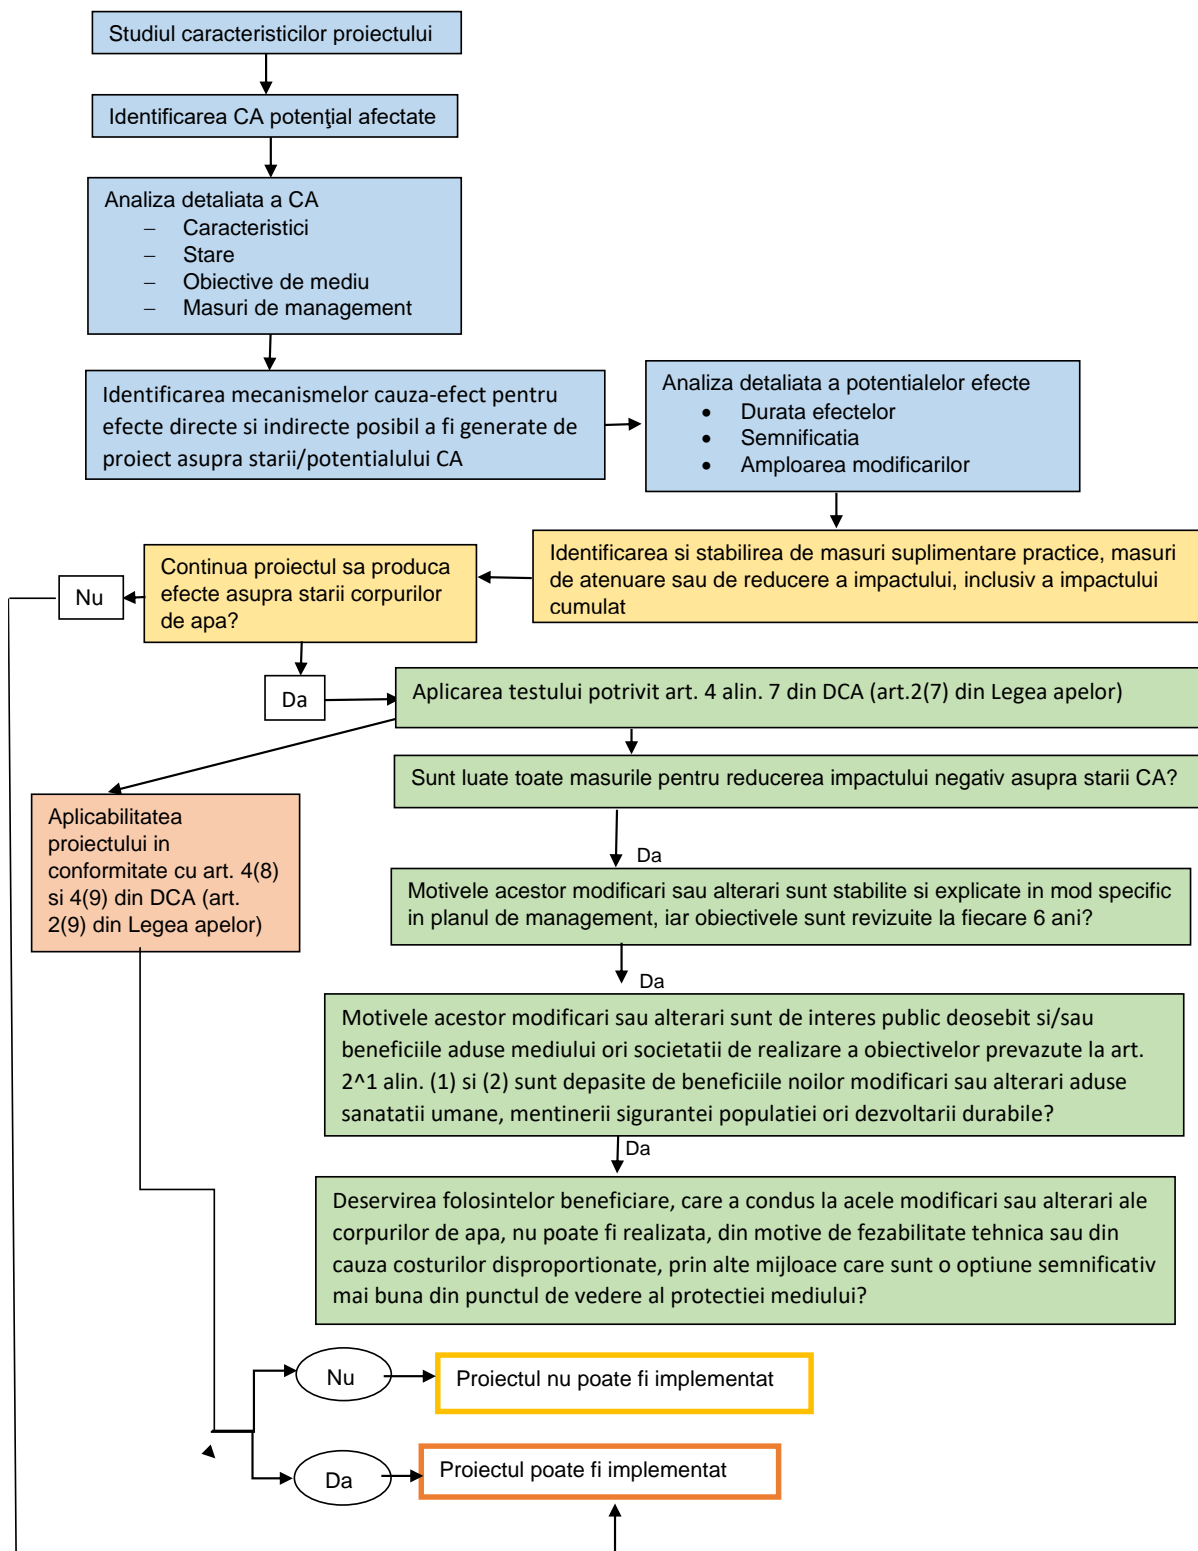 Studiul caracteristicilor proiectului
Identificarea CA potenţial afectate
Analiza detaliata a CA
– Caracteristici
– Stare
– Obiective de mediu
– Masuri de management
Identificarea mecanismelor cauza-efect pentru
efecte directe si indirecte posibil a fi generate de
proiect asupra starii/potentialului CA
Analiza detaliata a potentialelor efecte
• Durata efectelor
• Semnificatia
• Amploarea modificarilor
Identificarea si stabilirea de masuri suplimentare practice, masuri
de atenuare sau de reducere a impactului, inclusiv a impactului
cumulat
Continua proiectul sa produca
efecte asupra starii corpurilor
de apa?
Nu
Da
Aplicarea testului potrivit art. 4 alin. 7 din DCA (art.2(7) din Legea apelor)
Sunt luate toate masurile pentru reducerea impactului negativ asupra starii CA?
Aplicabilitatea
proiectului in
conformitate cu art. 4(8)
si 4(9) din DCA (art.
2(9) din Legea apelor)
Da
Motivele acestor modificari sau alterari sunt stabilite si explicate in mod specific
in planul de management, iar obiectivele sunt revizuite la fiecare 6 ani?
Da
Motivele acestor modificari sau alterari sunt de interes public deosebit si/sau
beneficiile aduse mediului ori societatii de realizare a obiectivelor prevazute la art.
2^1 alin. (1) si (2) sunt depasite de beneficiile noilor modificari sau alterari aduse
sanatatii umane, mentinerii sigurantei populatiei ori dezvoltarii durabile?
Da
Deservirea folosintelor beneficiare, care a condus la acele modificari sau alterari ale
corpurilor de apa, nu poate fi realizata, din motive de fezabilitate tehnica sau din
cauza costurilor disproportionate, prin alte mijloace care sunt o optiune semnificativ
mai buna din punctul de vedere al protectiei mediului?
Nu
Proiectul nu poate fi implementat
Da
Proiectul poate fi implementat